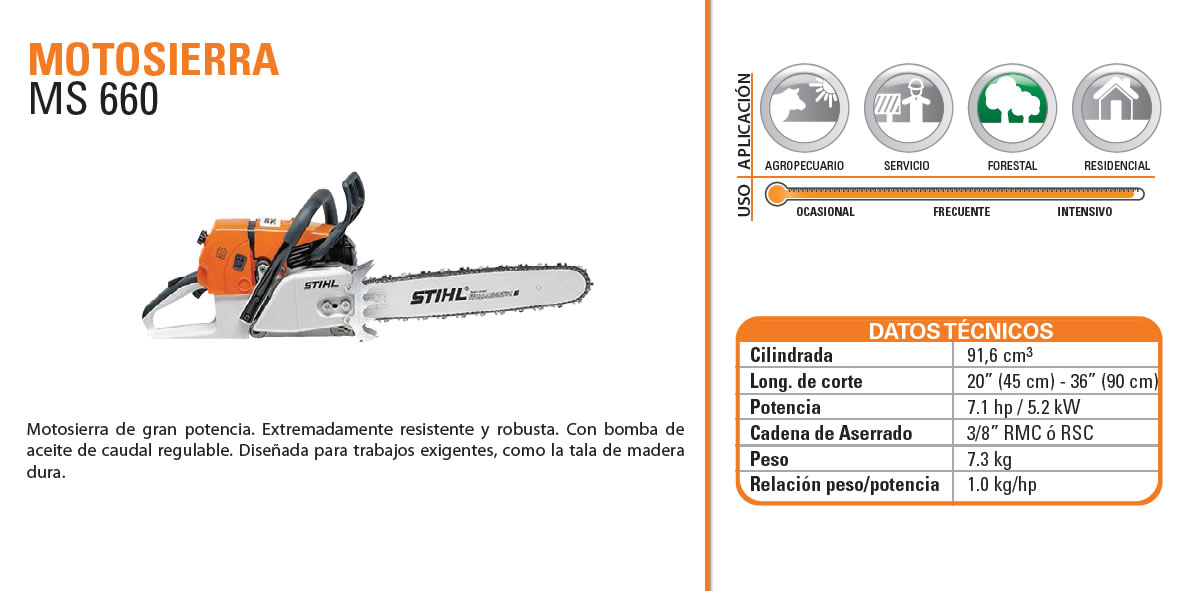 MOTOSIERRA
MS 660
STIHL
STIHL®
Motosierra de gran potencia. Extremadamente resistente y robusta. Con bomba de
aceite de caudal regulable. Diseñada para trabajos exigentes, como la tala de madera
dura.
APLICACIÓN
AGROPECUARIO SERVICIO FORESTAL RESIDENCIAL
USO
OCASIONAL FRECUENTE INTENSIVO
DATOS TÉCNICOS
Cilindrada 91,6 cm³
Long. de corte 20” (45 cm) - 36” (90 cm)
Potencia 7.1 hp / 5.2 kW
Cadena de Aserrado 3/8” RMC ó RSC
Peso 7.3 kg
Relación peso/potencia 1.0 kg/hp